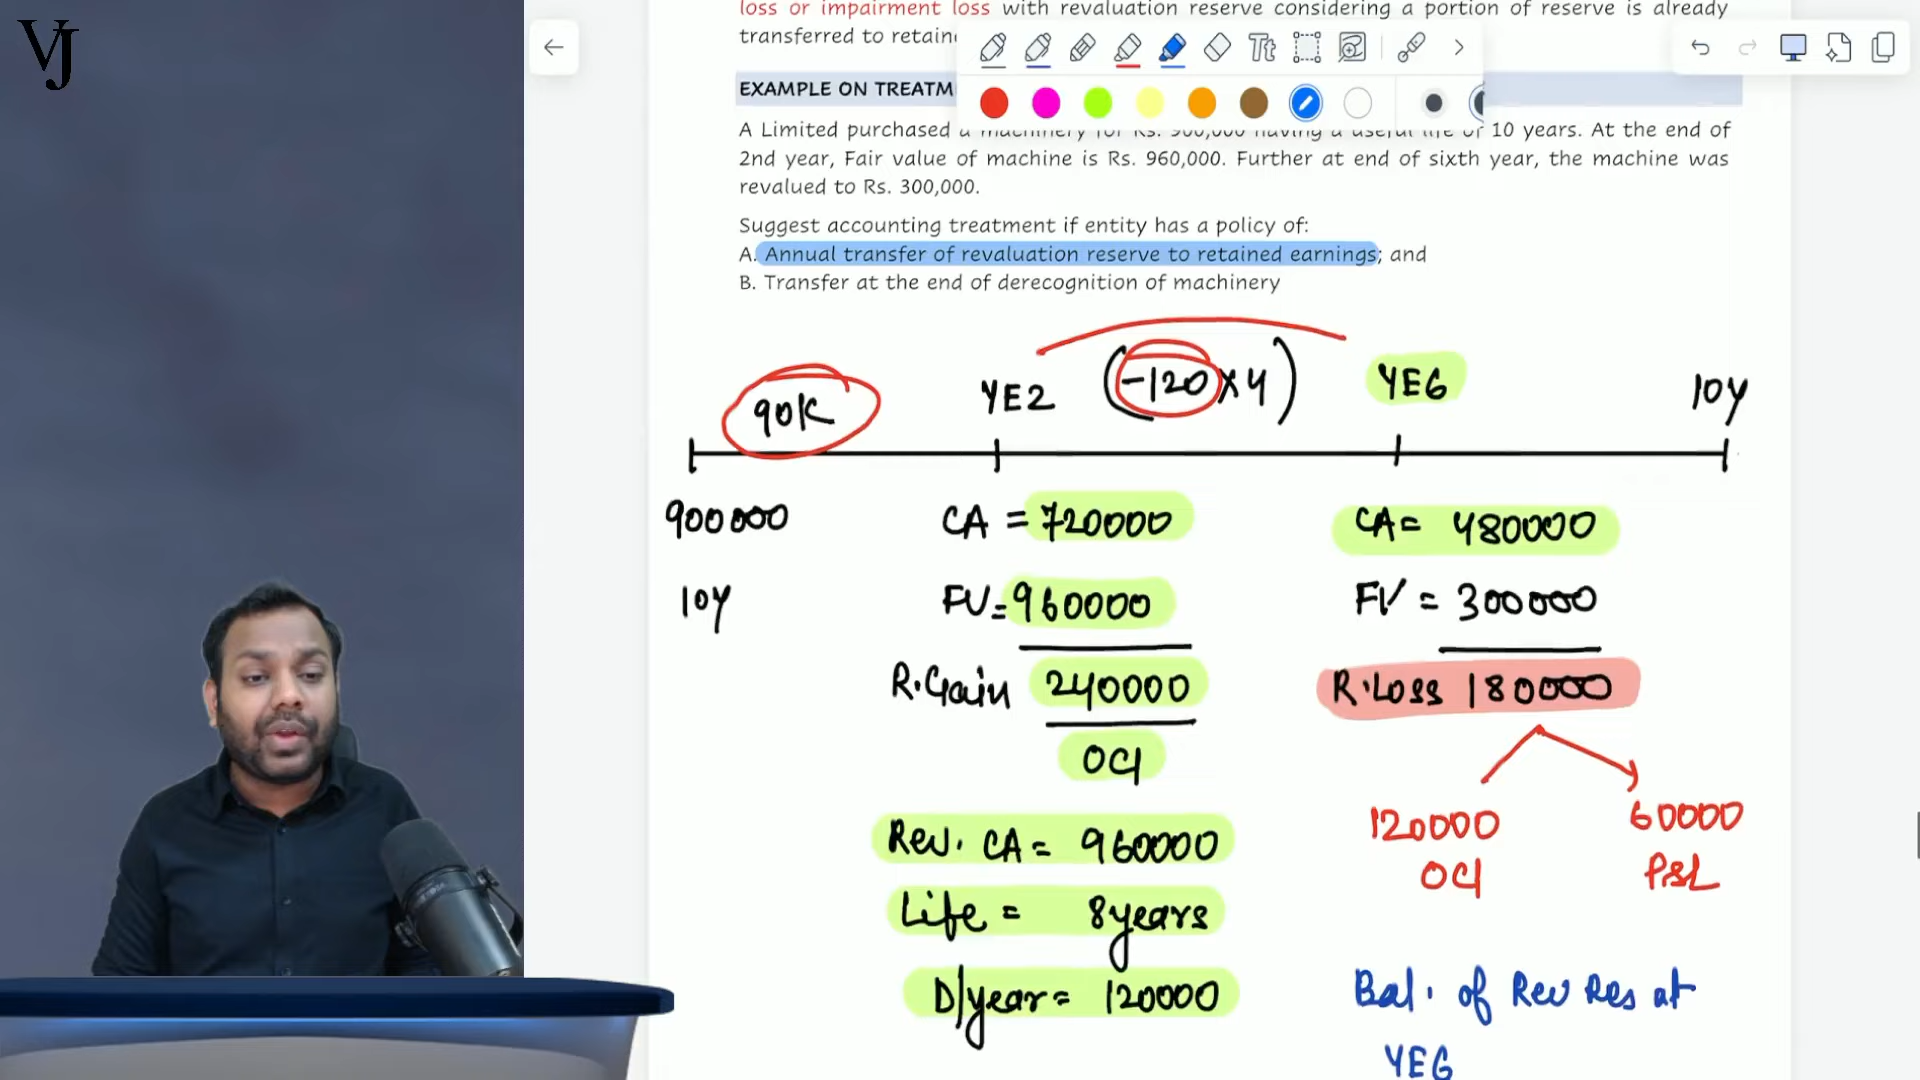 VJ
loss or impairment loss with revaluation reserve considering a portion of reserve is already
transferred to
Tt
EXAMPLE ON
A Limited purchased a machinery for Rs. 900,000 having a useful life of 10 years. At the end of
2nd year, Fair value of machine is Rs. 960,000. Further at end of sixth year, the machine was
revalued to Rs. 300,000.
Suggest accounting treatment if entity has a policy of:
A. Annual transfer of revaluation reserve to retained earnings; and
B. Transfer at the end of derecognition of machinery
90K YE2 (-120x4) YE6 10Y
900000 CA = 720000 CA= 480000
10Y FV= 960000 FV = 300000
R.Gain 240000 R.Loss 180000
OCI
120000 60000
OCI P&L
Rev. CA = 960000
Life = 8years
D/year= 120000
Bal. of Rev Res at
YE6